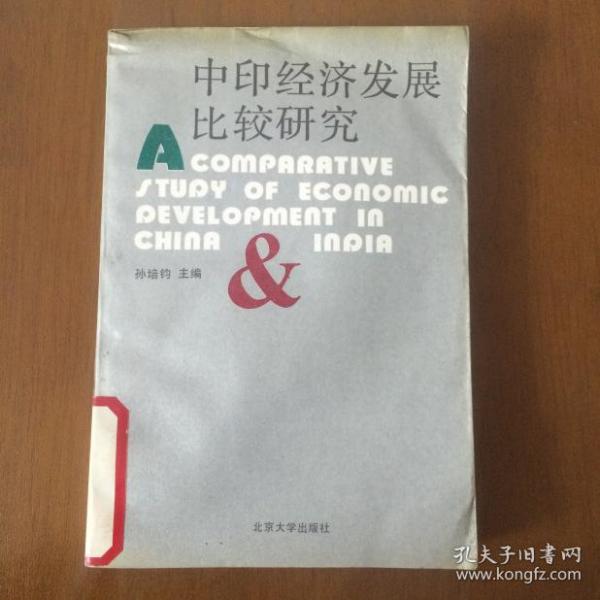 中印经济发展
比较研究
A COMPARATIVE
STUDY OF ECONOMIC
DEVELOPMENT IN
CHINA & INDIA
孙培钧 主编
北京大学出版社
孔夫子旧书网
www.kongfz.com